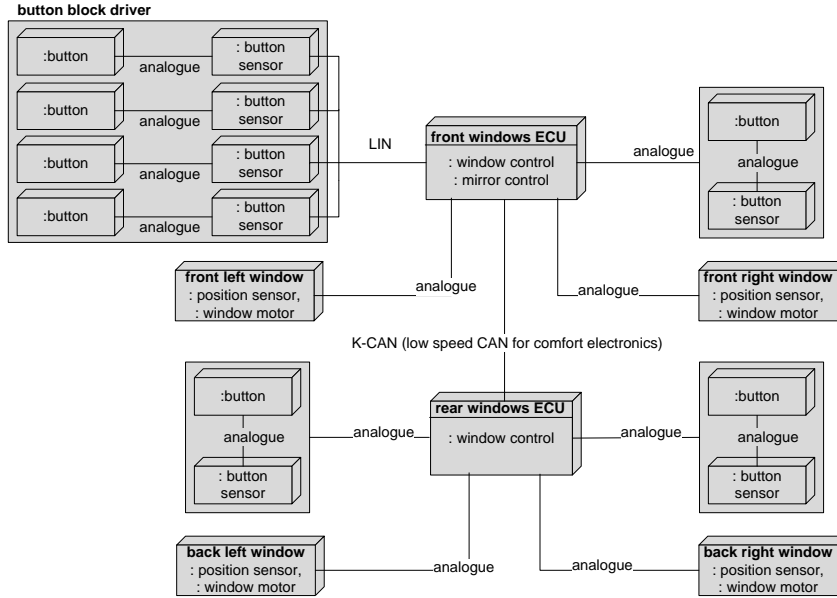 button block driver
:button
analogue
: button
sensor
:button
analogue
: button
sensor
:button
analogue
: button
sensor
:button
analogue
: button
sensor
LIN
front windows ECU
: window control
: mirror control
analogue
:button
analogue
: button
sensor
front left window
: position sensor,
: window motor
analogue
analogue
front right window
: position sensor,
: window motor
K-CAN (low speed CAN for comfort electronics)
:button
analogue
: button
sensor
analogue
rear windows ECU
: window control
analogue
:button
analogue
: button
sensor
back left window
: position sensor,
: window motor
analogue
analogue
back right window
: position sensor,
: window motor